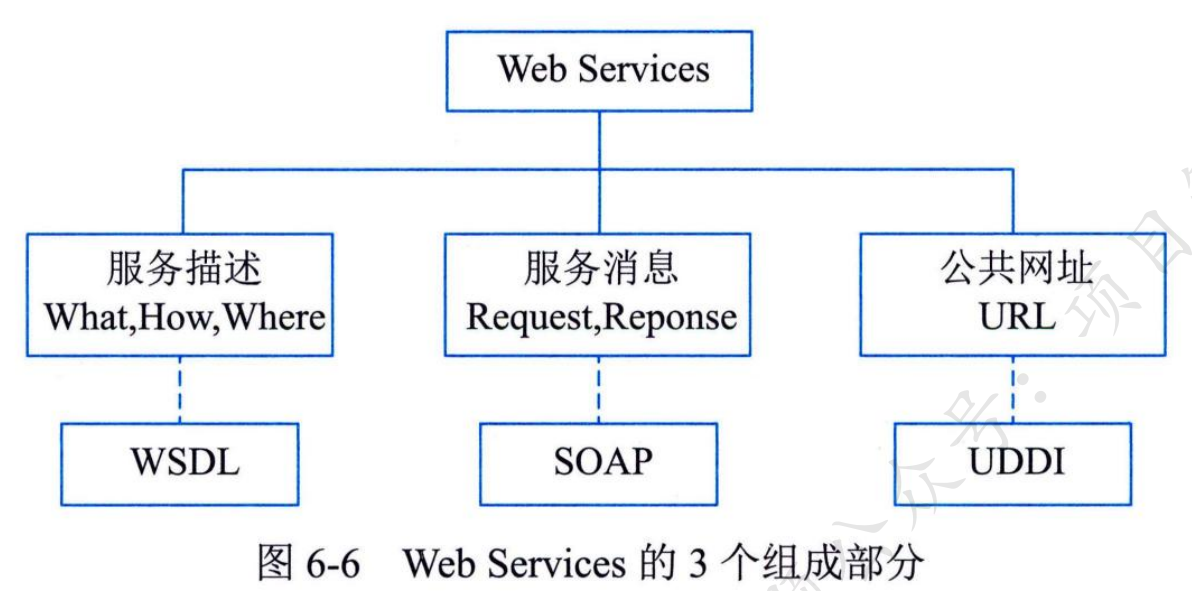 Web Services
服务描述
What,How,Where
服务消息
Request,Reponse
公共网址
URL
WSDL
SOAP
UDDI
图 6-6 Web Services 的 3 个组成部分
众号：项目